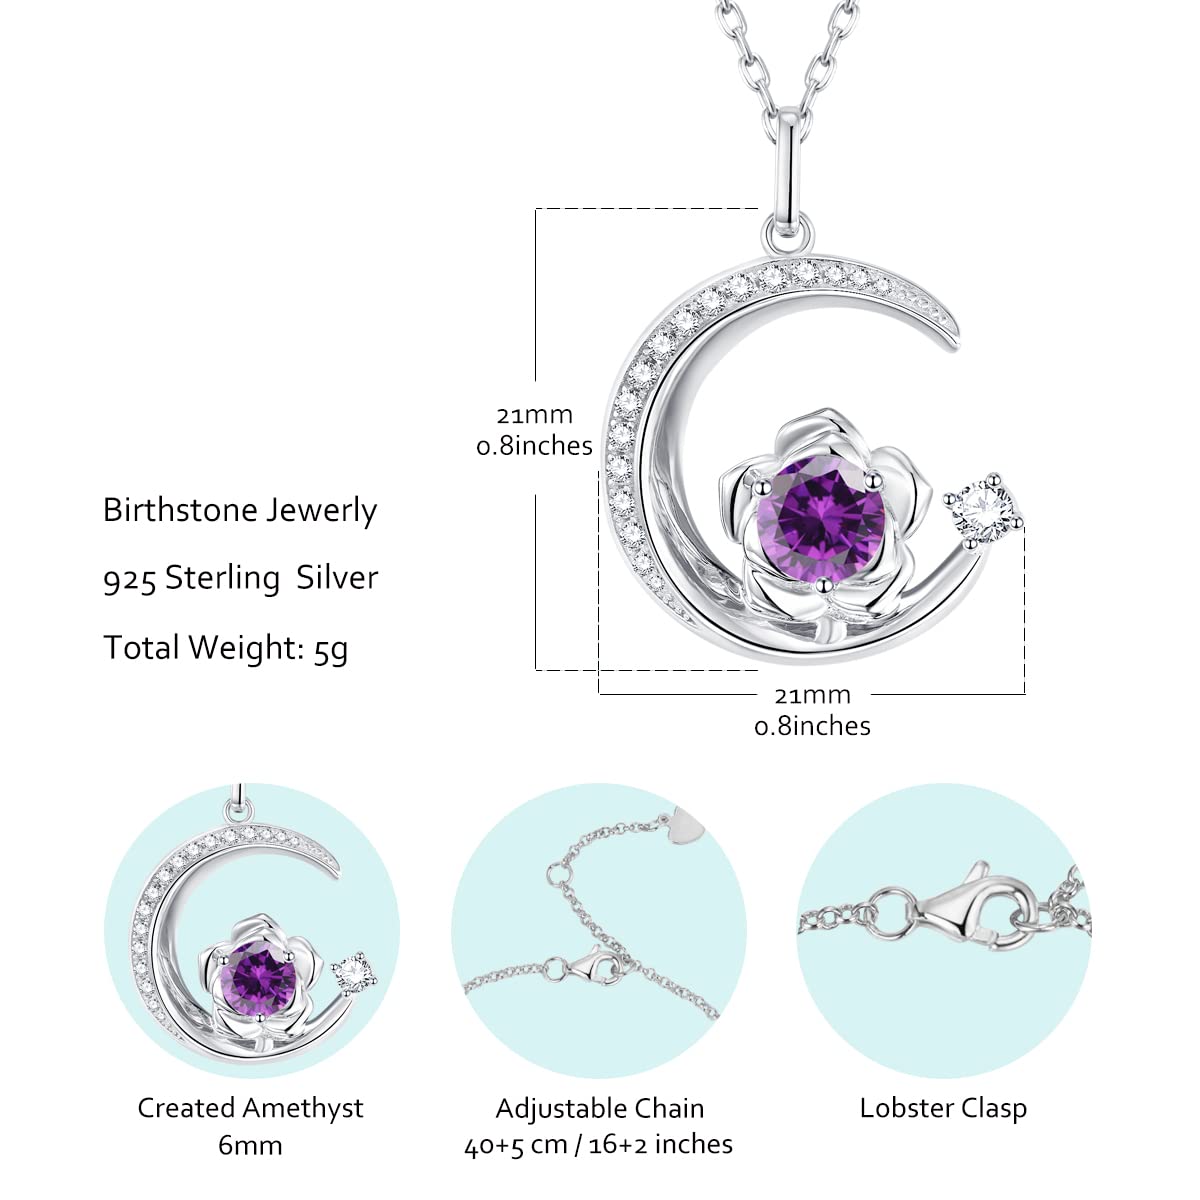 21mm
0.8inches
Birthstone Jewerly
925 Sterling Silver
Total Weight: 5g
21mm
0.8inches
Created Amethyst
6mm
Adjustable Chain
40+5 cm / 16+2 inches
Lobster Clasp